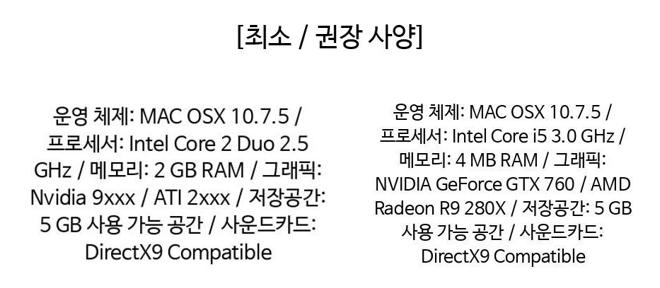 [최소 / 권장 사양]
운영 체제: MAC OSX 10.7.5 /
프로세서: Intel Core 2 Duo 2.5
GHz / 메모리: 2 GB RAM / 그래픽:
Nvidia 9xxx / ATI 2xxx / 저장공간:
5 GB 사용 가능 공간 / 사운드카드:
DirectX9 Compatible
운영 체제: MAC OSX 10.7.5 /
프로세서: Intel Core i5 3.0 GHz /
메모리: 4 MB RAM / 그래픽:
NVIDIA GeForce GTX 760 / AMD
Radeon R9 280X / 저장공간: 5 GB
사용 가능 공간 / 사운드카드:
DirectX9 Compatible